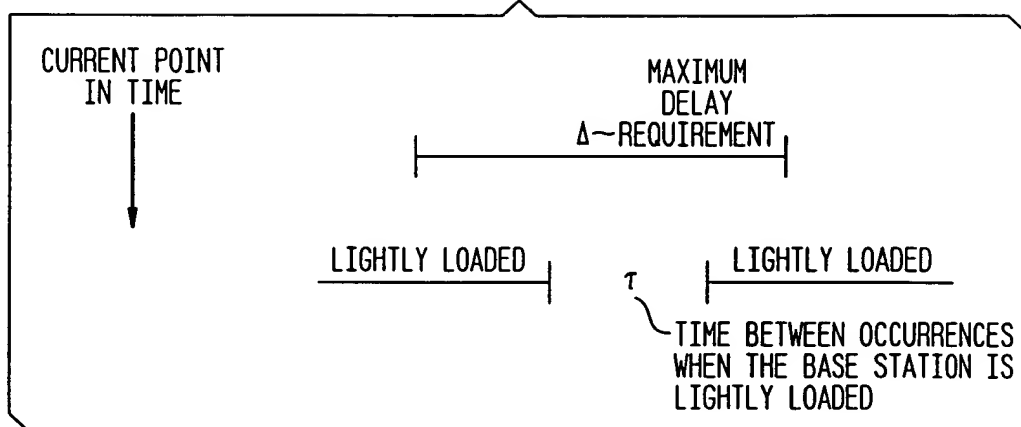 CURRENT POINT
IN TIME
MAXIMUM
DELAY
Δ~REQUIREMENT
LIGHTLY LOADED
τ
LIGHTLY LOADED
TIME BETWEEN OCCURRENCES
WHEN THE BASE STATION IS
LIGHTLY LOADED